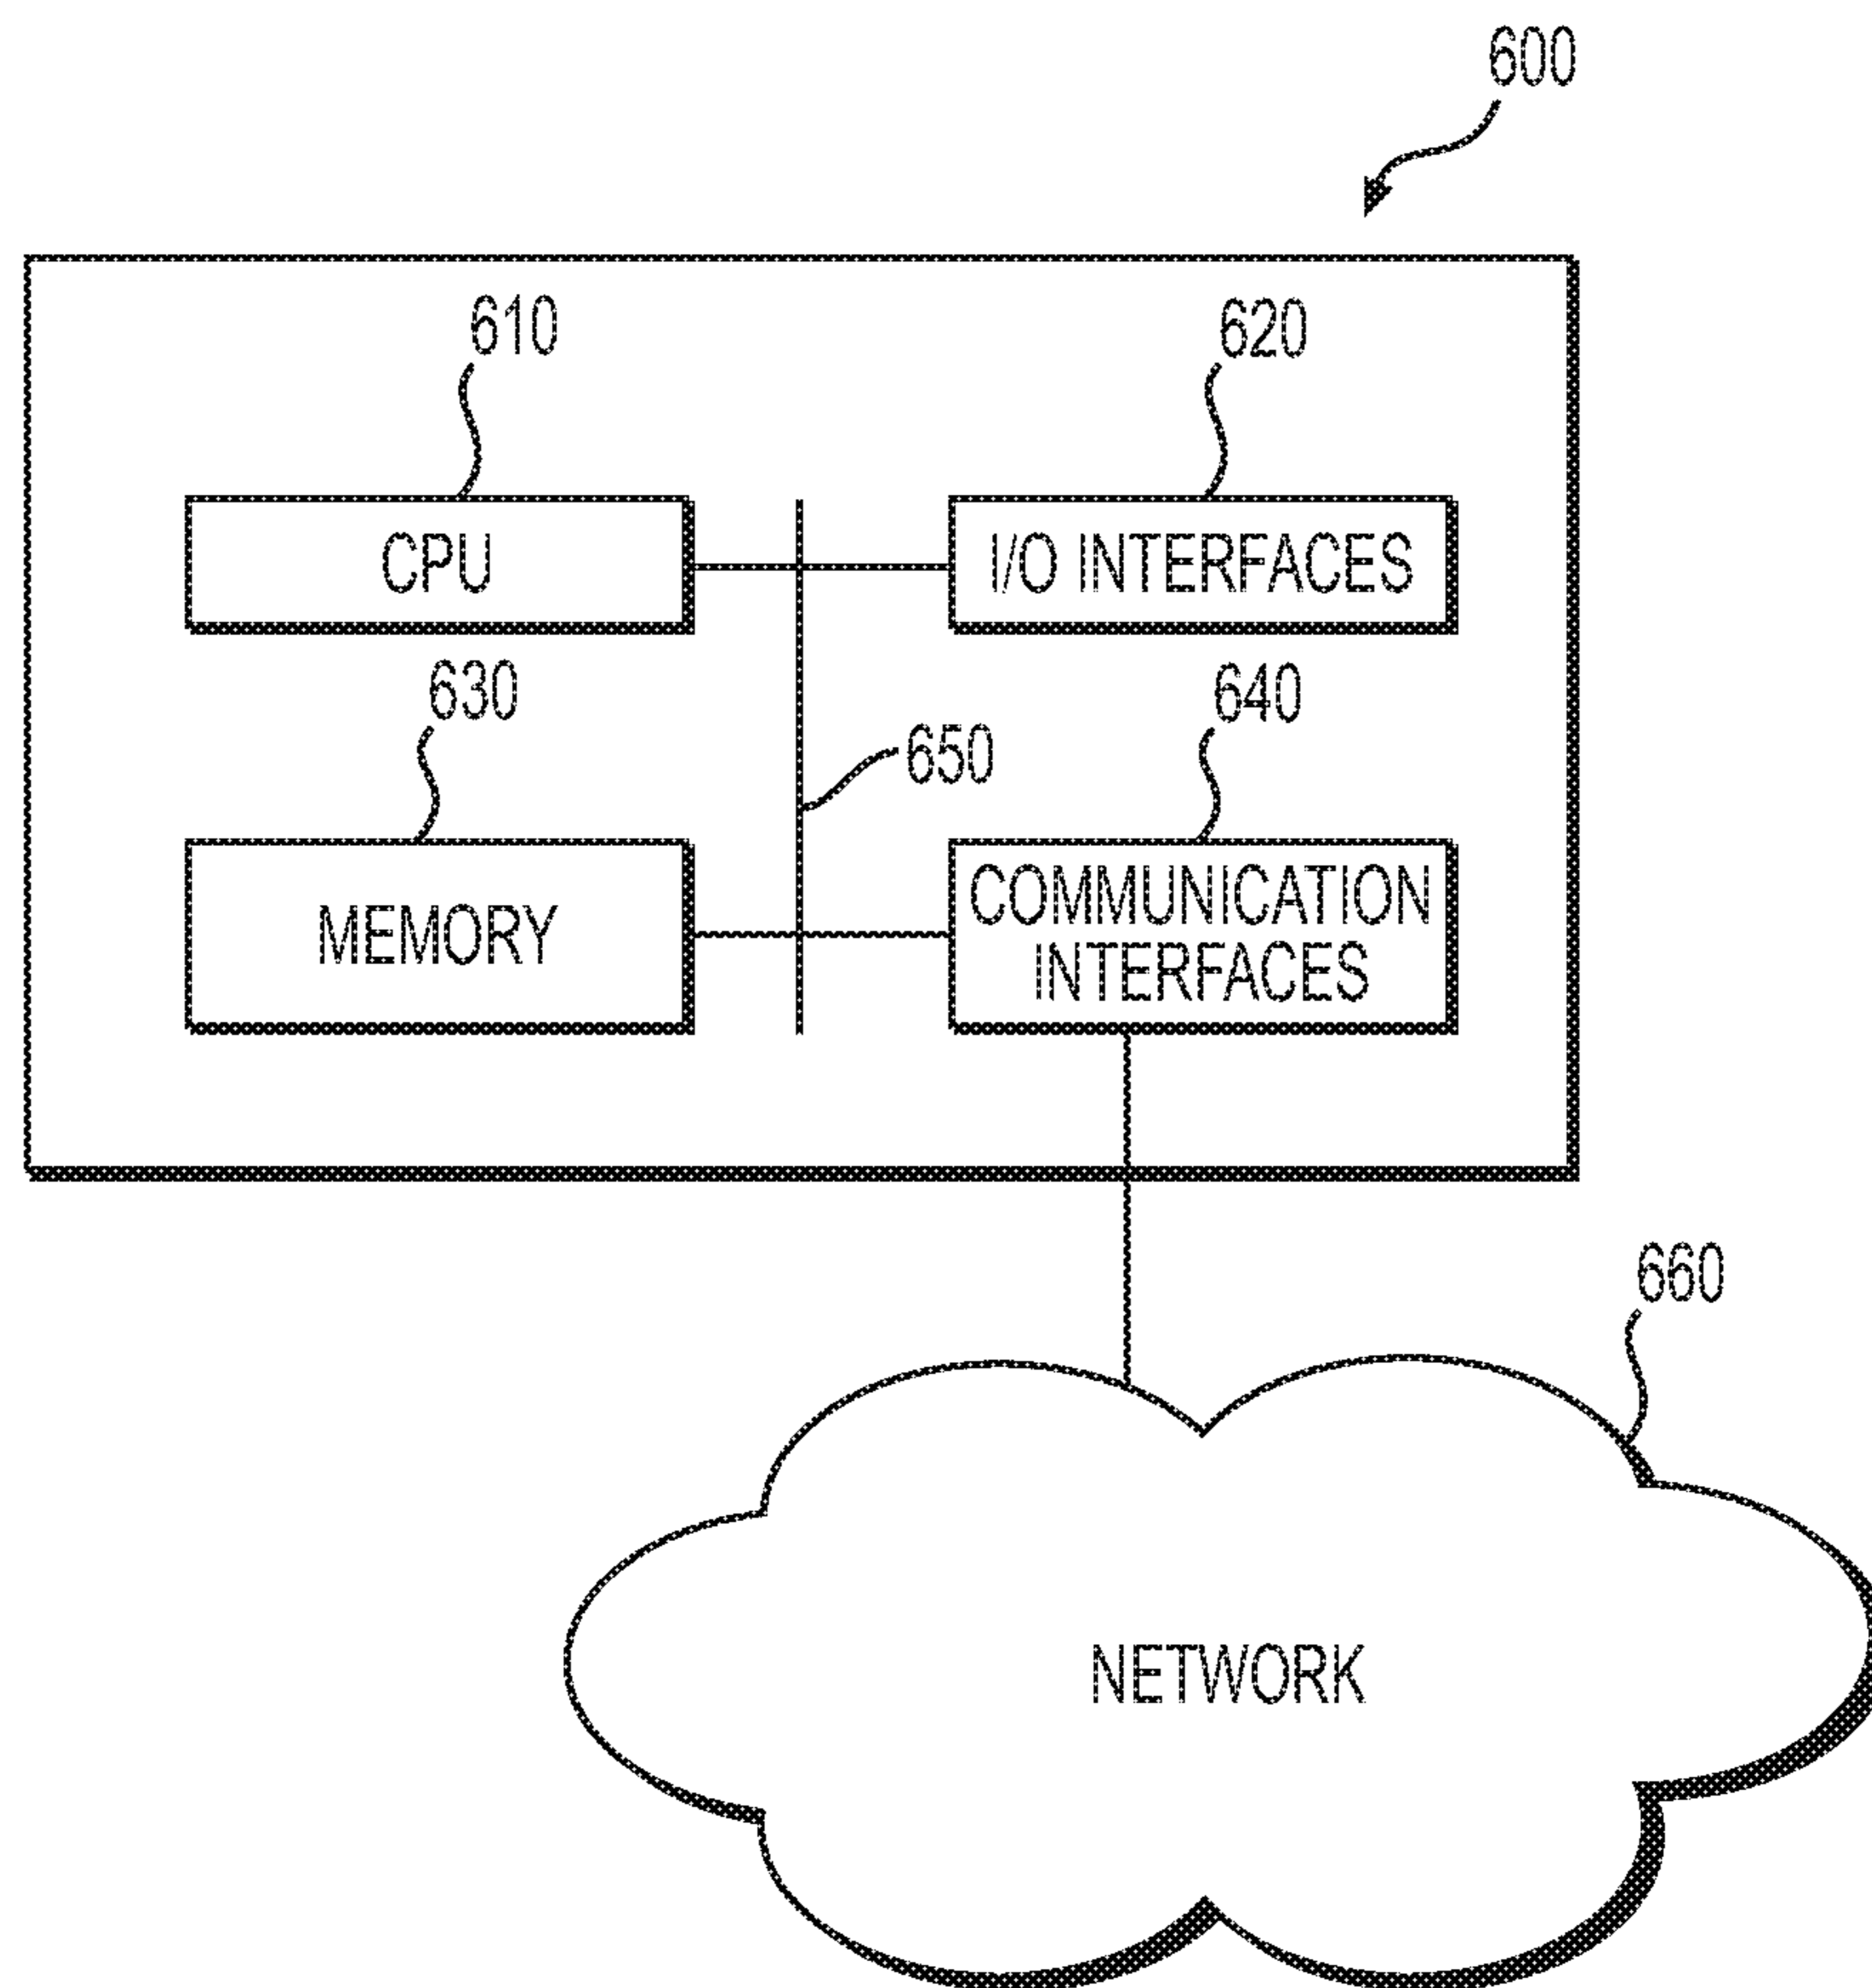 600
610
620
CPU
I/O INTERFACES
630
640
650
MEMORY
COMMUNICATION
INTERFACES
660
NETWORK